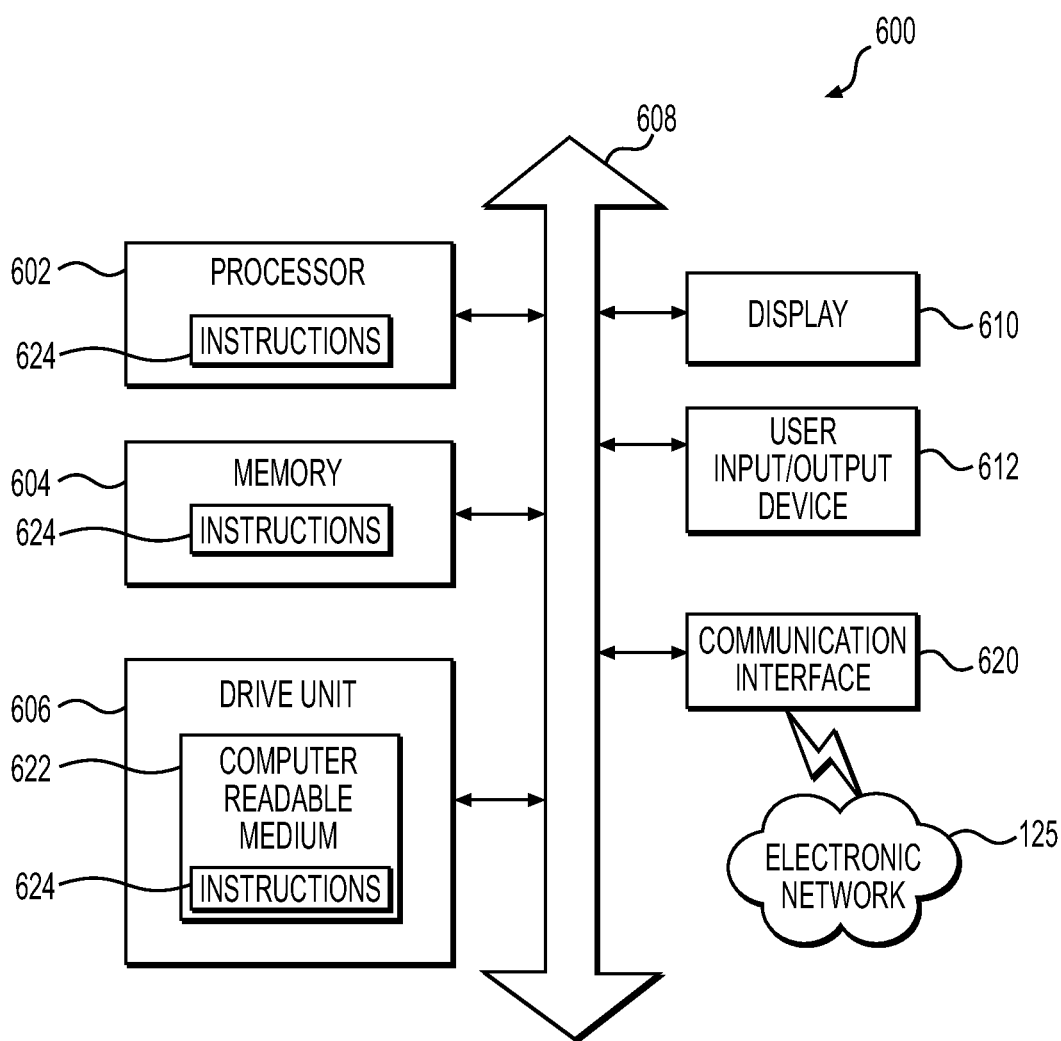 600
608
602
PROCESSOR
624
INSTRUCTIONS
604
MEMORY
624
INSTRUCTIONS
606
DRIVE UNIT
622
COMPUTER
READABLE
MEDIUM
624
INSTRUCTIONS
DISPLAY
610
USER
INPUT/OUTPUT
DEVICE
612
COMMUNICATION
INTERFACE
620
ELECTRONIC
NETWORK
125